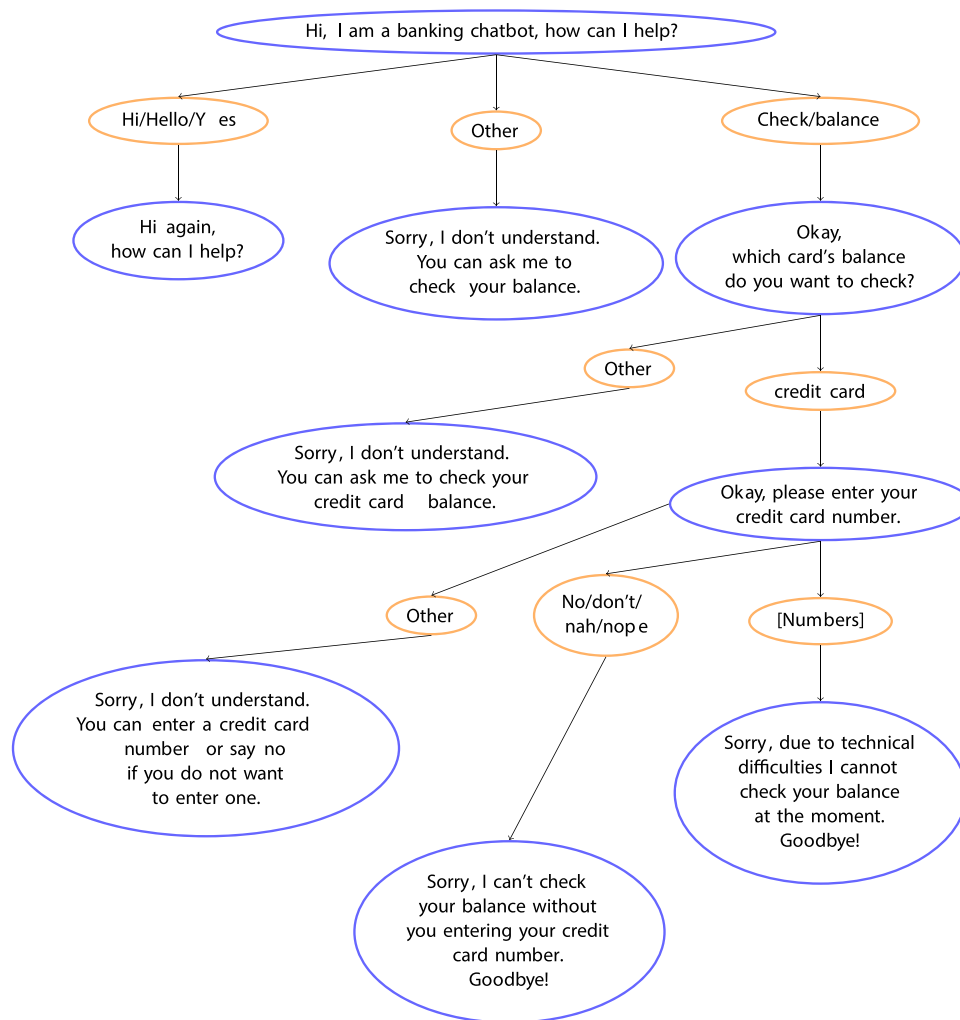 Hi, I am a banking chatbot, how can I help?
Hi/Hello/Y es
Other
Check/balance
Hi again,
how can I help?
Sorry, I don't understand.
You can ask me to
check your balance.
Okay,
which card's balance
do you want to check?
Other
credit card
Sorry, I don't understand.
You can ask me to check your
credit card balance.
Okay, please enter your
credit card number.
Other
No/don't/
nah/nope
[Numbers]
Sorry, I don't understand.
You can enter a credit card
number or say no
if you do not want
to enter one.
Sorry, due to technical
difficulties I cannot
check your balance
at the moment.
Goodbye!
Sorry, I can't check
your balance without
you entering your credit
card number.
Goodbye!